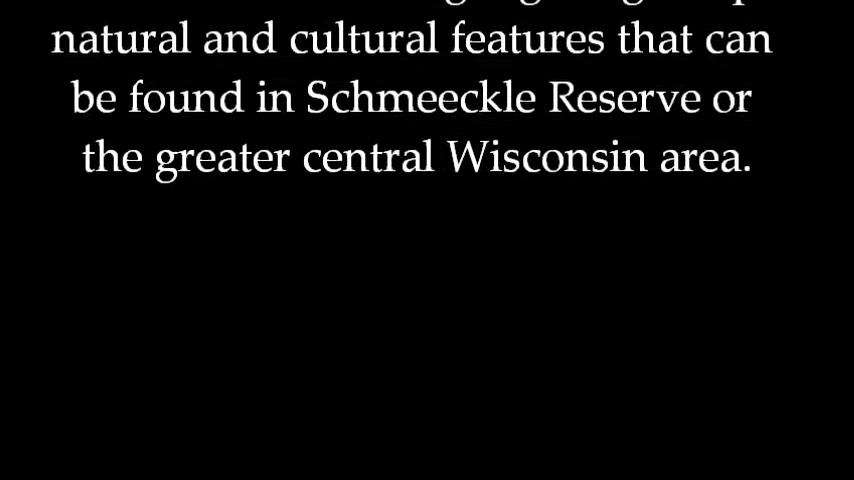 natural and cultural features that can
be found in Schmeeckle Reserve or
the greater central Wisconsin area.